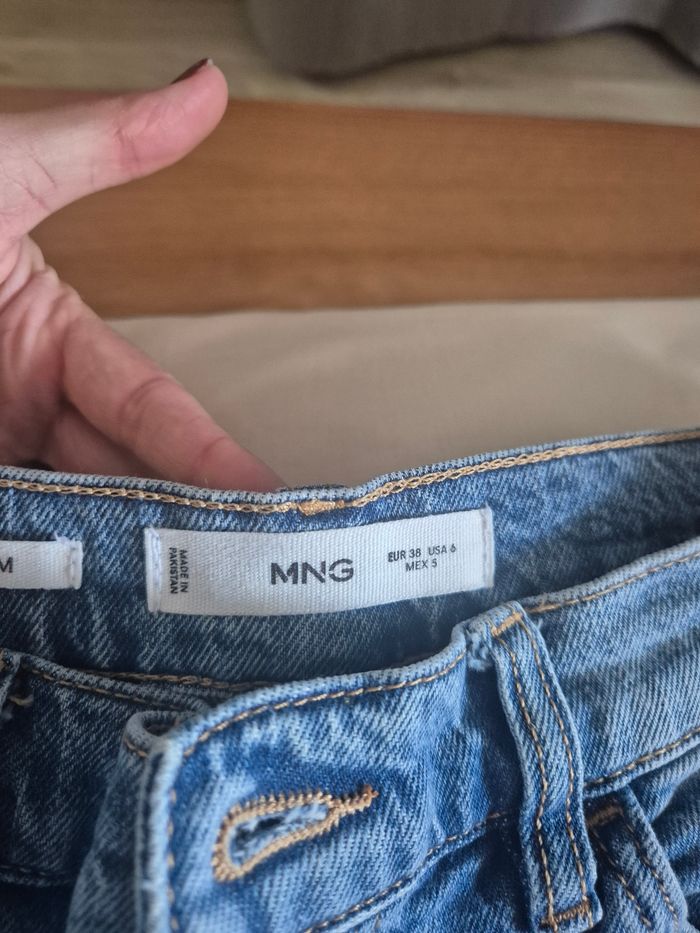 M
MADE IN
PAKISTAN
MNG
EUR 38 USA 6
MEX 5